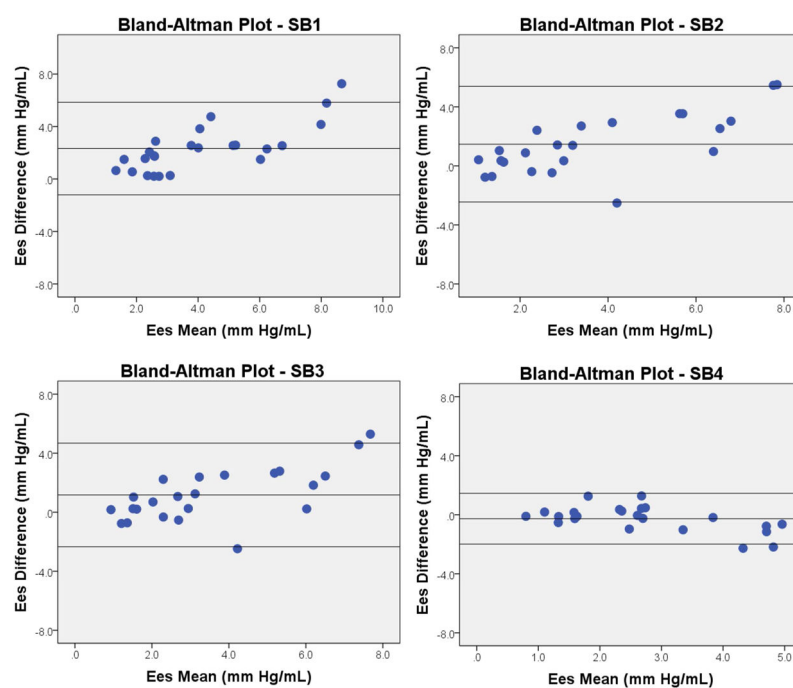 Bland-Altman Plot - SB1
Ees Difference (mm Hg/mL)
8.0
4.0
.0
-4.0
-8.0
.0 2.0 4.0 6.0 8.0 10.0
Ees Mean (mm Hg/mL)
Bland-Altman Plot - SB2
Ees Difference (mm Hg/mL)
8.0
4.0
.0
-4.0
-8.0
.0 2.0 4.0 6.0 8.0
Ees Mean (mm Hg/mL)
Bland-Altman Plot - SB3
Ees Difference (mm Hg/mL)
8.0
4.0
.0
-4.0
-8.0
.0 2.0 4.0 6.0 8.0
Ees Mean (mm Hg/mL)
Bland-Altman Plot - SB4
Ees Difference (mm Hg/mL)
8.0
4.0
.0
-4.0
-8.0
.0 1.0 2.0 3.0 4.0 5.0
Ees Mean (mm Hg/mL)